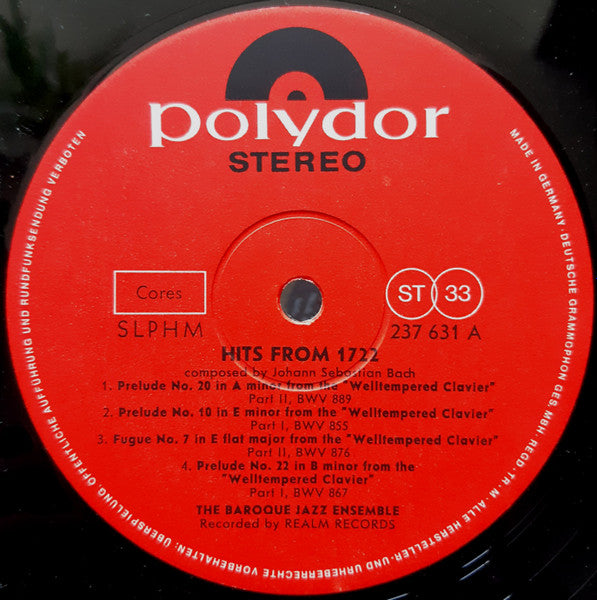 polydor
STEREO
Cores
SLPHM
ST 33
237 631 A
HITS FROM 1722
composed by Johann Sebastian Bach
1. Prelude No. 20 in A minor from the "Welltempered Clavier"
Part II, BWV 889
2. Prelude No. 10 in E minor from the "Welltempered Clavier"
Part I, BWV 855
3. Fugue No. 7 in E flat major from the "Welltempered Clavier"
Part II, BWV 876
4. Prelude No. 22 in B minor from the
"Welltempered Clavier"
Part I, BWV 867
THE BAROQUE JAZZ ENSEMBLE
Recorded by REALM RECORDS
MADE IN GERMANY · DEUTSCHE GRAMMOPHON GES. MBH · REGD. TR. M. ALLE HERSTELLER- UND URHEBERRECHTE VORBEHALTEN; ÜBERSPIELUNG, ÖFFENTLICHE AUFFÜHRUNG UND RUNDFUNKSENDUNG VERBOTEN